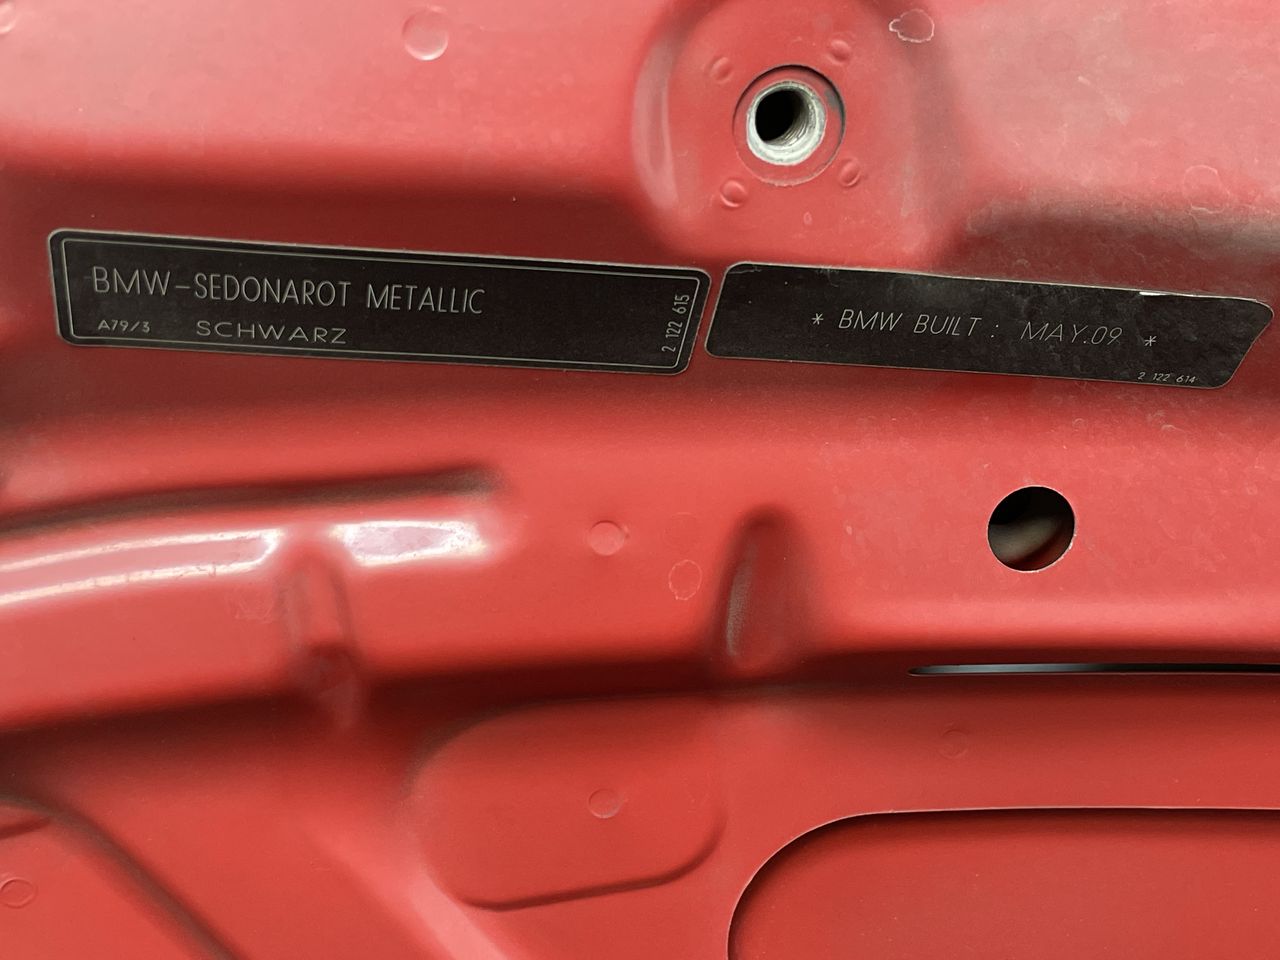 BMW-SEDONAROT METALLIC
A79/3 SCHWARZ
2 122 615
* BMW BUILT : MAY.09 *
2 122 614